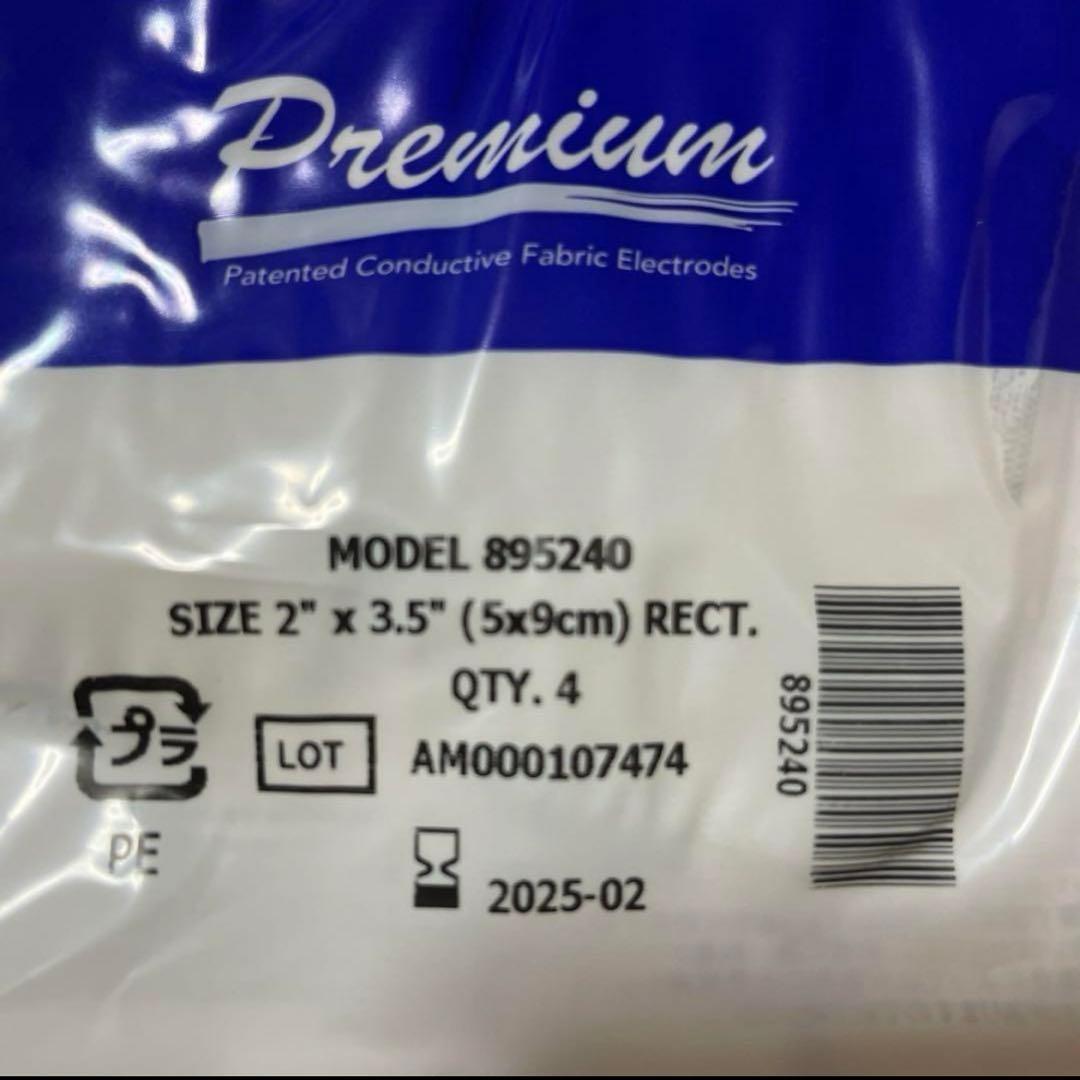 Premium
Patented Conductive Fabric Electrodes
MODEL 895240
SIZE 2" x 3.5" (5x9cm) RECT.
QTY. 4
プラ
LOT AM000107474
895240
PE
2025-02